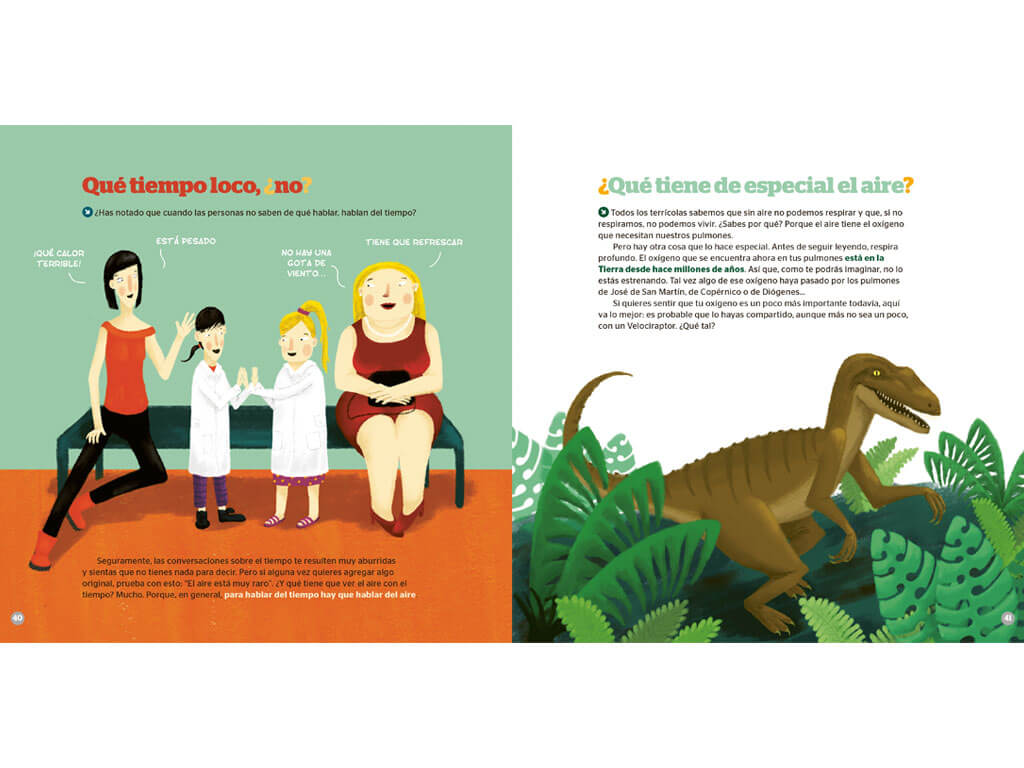 Qué tiempo loco, ¿no?
¿Has notado que cuando las personas no saben de qué hablar, hablan del tiempo?
¡QUÉ CALOR
TERRIBLE!
ESTÁ PESADO
NO HAY UNA
GOTA DE
VIENTO...
TIENE QUE REFRESCAR
Seguramente, las conversaciones sobre el tiempo te resulten muy aburridas
y sientas que no tienes nada para decir. Pero si alguna vez quieres agregar algo
original, prueba con esto: "El aire está muy raro". ¿Y qué tiene que ver el aire con el
tiempo? Mucho. Porque, en general, para hablar del tiempo hay que hablar del aire
40
¿Qué tiene de especial el aire?
Todos los terrícolas sabemos que sin aire no podemos respirar y que, si no
respiramos, no podemos vivir. ¿Sabes por qué? Porque el aire tiene el oxígeno
que necesitan nuestros pulmones.
Pero hay otra cosa que lo hace especial. Antes de seguir leyendo, respira
profundo. El oxígeno que se encuentra ahora en tus pulmones está en la
Tierra desde hace millones de años. Así que, como te podrás imaginar, no lo
estás estrenando. Tal vez algo de ese oxígeno haya pasado por los pulmones
de José de San Martín, de Copérnico o de Diógenes...
Si quieres sentir que tu oxígeno es un poco más importante todavía, aquí
va lo mejor: es probable que lo hayas compartido, aunque más no sea un poco,
con un Velociraptor. ¿Qué tal?
41